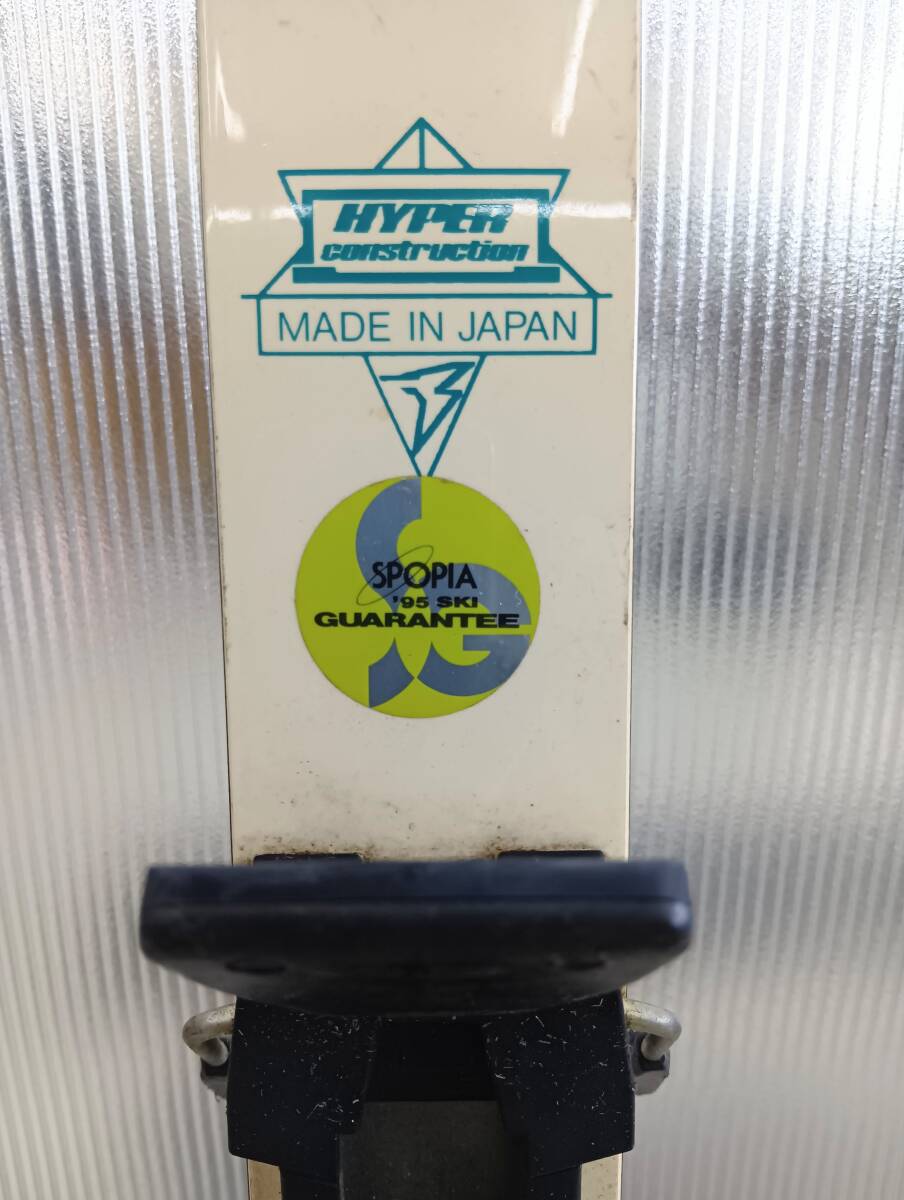 HYPER
construction
MADE IN JAPAN
SPOPIA
'95 SKI
GUARANTEE